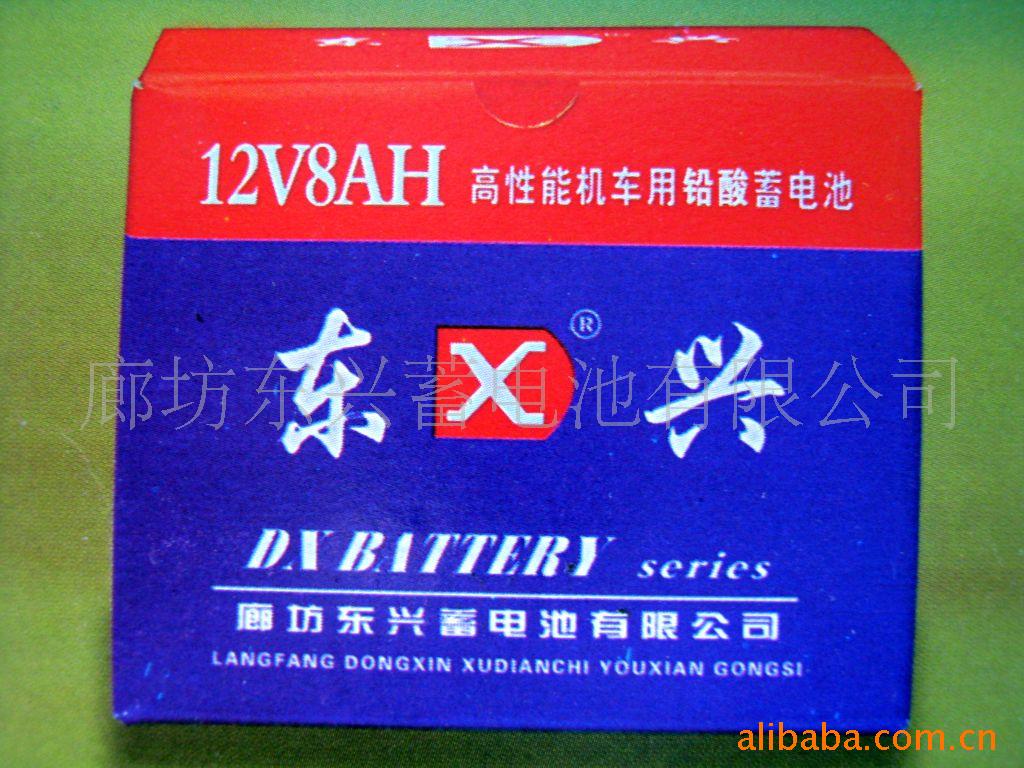 东 X 兴
12V8AH 高性能机车用铅酸蓄电池
东 X ® 兴
廊坊东兴蓄电池有限公司
DX BATTERY series
廊坊东兴蓄电池有限公司
LANGFANG DONGXIN XUDIANCHI YOUXIAN GONGSI
alibaba.com.cn